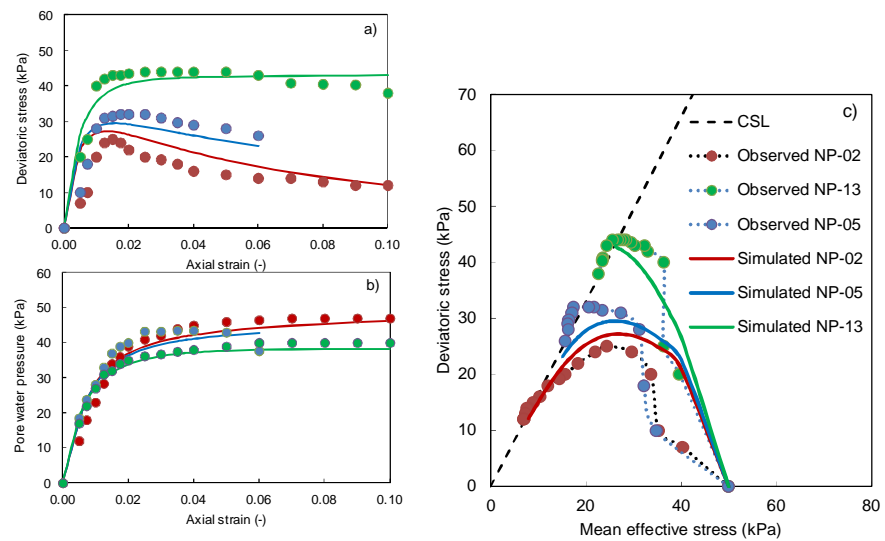 a)
60
50
40
30
20
10
0
Deviatoric stress (kPa)
0.00 0.02 0.04 0.06 0.08 0.10
Axial strain (-)
b)
60
50
40
30
20
10
0
Pore water pressure (kPa)
0.00 0.02 0.04 0.06 0.08 0.10
Axial strain (-)
c)
70
60
50
40
30
20
10
0
Deviatoric stress (kPa)
0 20 40 60 80
Mean effective stress (kPa)
CSL
Observed NP-02
Observed NP-13
Observed NP-05
Simulated NP-02
Simulated NP-05
Simulated NP-13